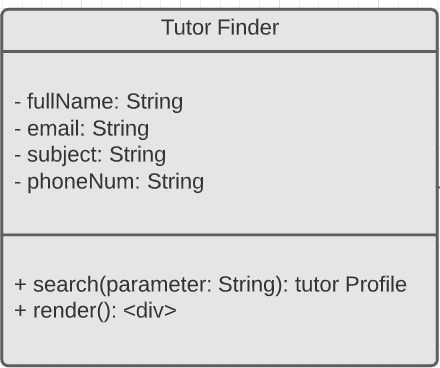 Tutor Finder
- fullName: String
- email: String
- subject: String
- phoneNum: String
+ search(parameter: String): tutor Profile
+ render(): <div>